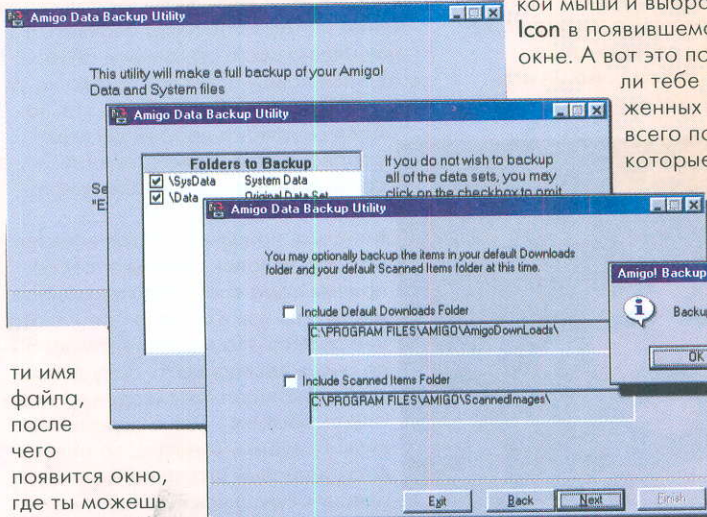 кой мыши и
Icon в появившемся
окне. А вот это
ли тебе
женных
всего
которые
Amigo Data Backup Utility
This utility will make a full backup of your Amigo!
Data and System files
Amigo Data Backup Utility
Folders to Backup
\SysData System Data
\Data Original Data Set
If you do not wish to backup
all of the data sets, you may
click on the checkbox to omit
Amigo Data Backup Utility
You may optionally backup the items in your default Downloads
folder and your default Scanned Items folder at this time.
Include Default Downloads Folder
C:\PROGRAM FILES\AMIGO\AmigoDownLoads\
Include Scanned Items Folder
C:\PROGRAM FILES\AMIGO\ScannedImages\
Exit Back Next Finish
Amigo! Backup
Backup
OK
ти имя
файла,
после
чего
появится окно,
где ты можешь